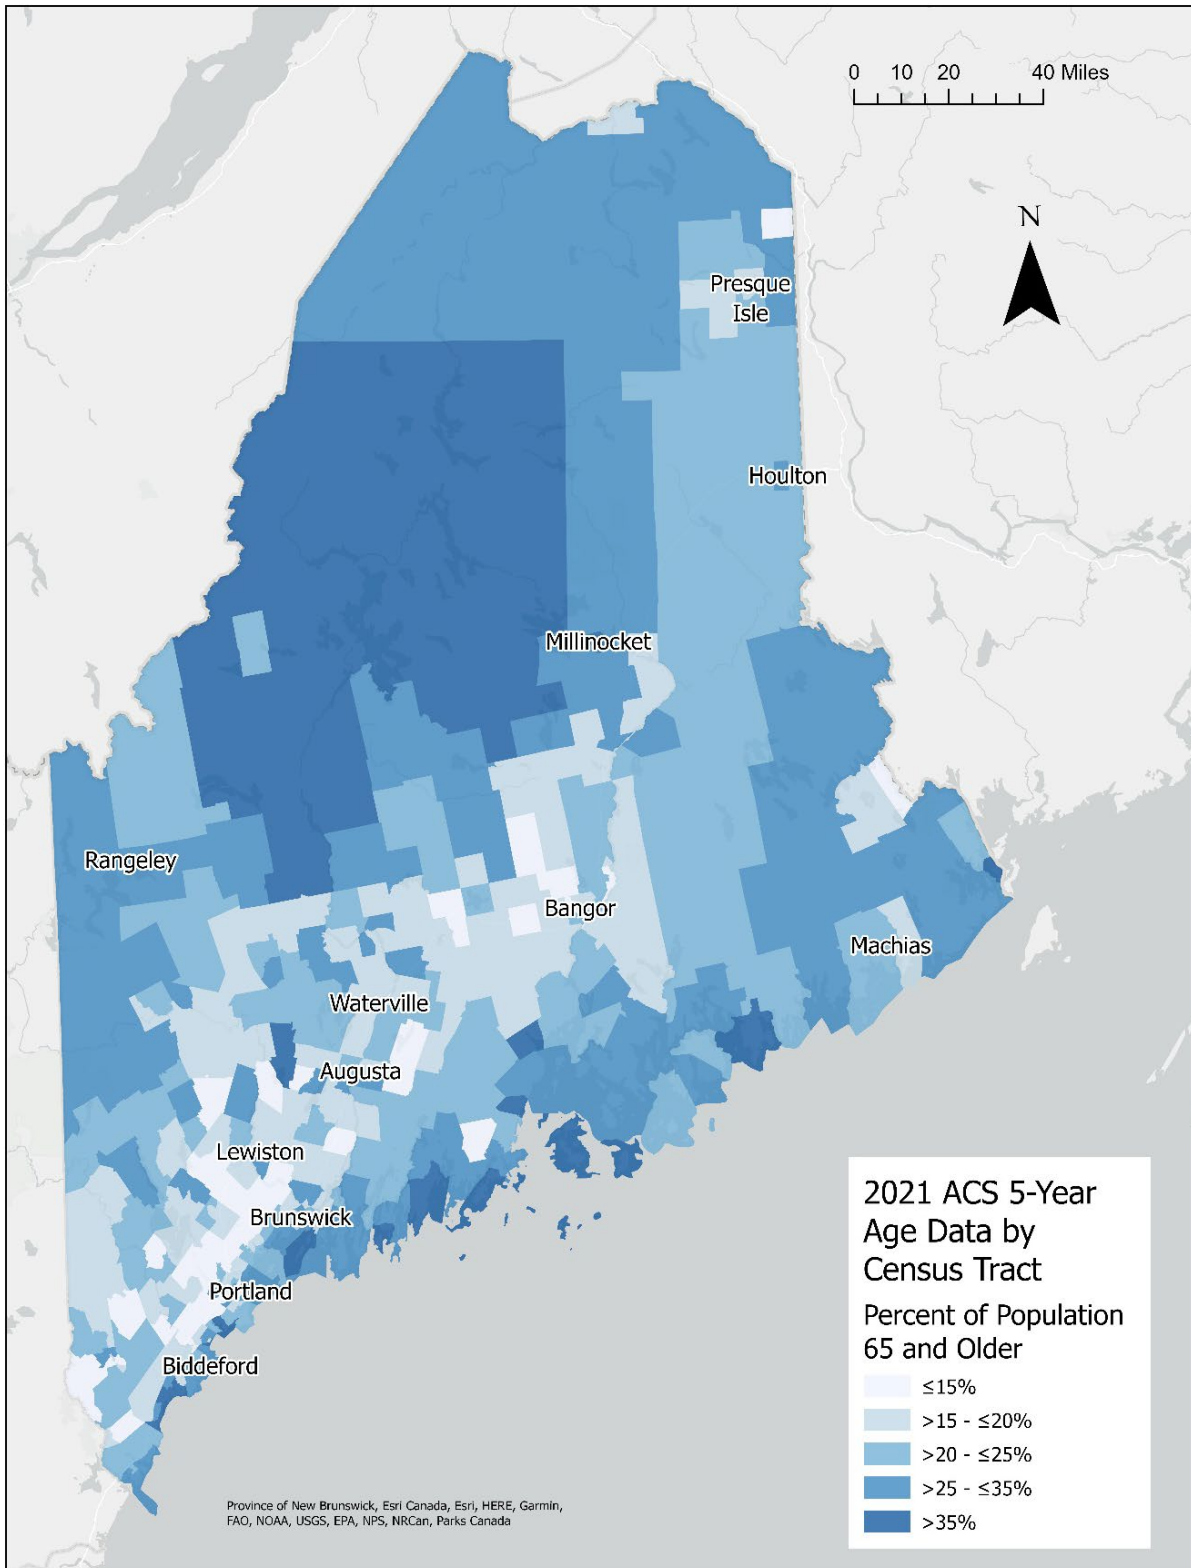 0 10 20 40 Miles
N
Presque
Isle
Houlton
Millinocket
Rangeley
Bangor
Machias
Waterville
Augusta
Lewiston
Brunswick
Portland
Biddeford
2021 ACS 5-Year
Age Data by
Census Tract
Percent of Population
65 and Older
≤15%
>15 - ≤20%
>20 - ≤25%
>25 - ≤35%
>35%
Province of New Brunswick, Esri Canada, Esri, HERE, Garmin,
FAO, NOAA, USGS, EPA, NPS, NRCan, Parks Canada